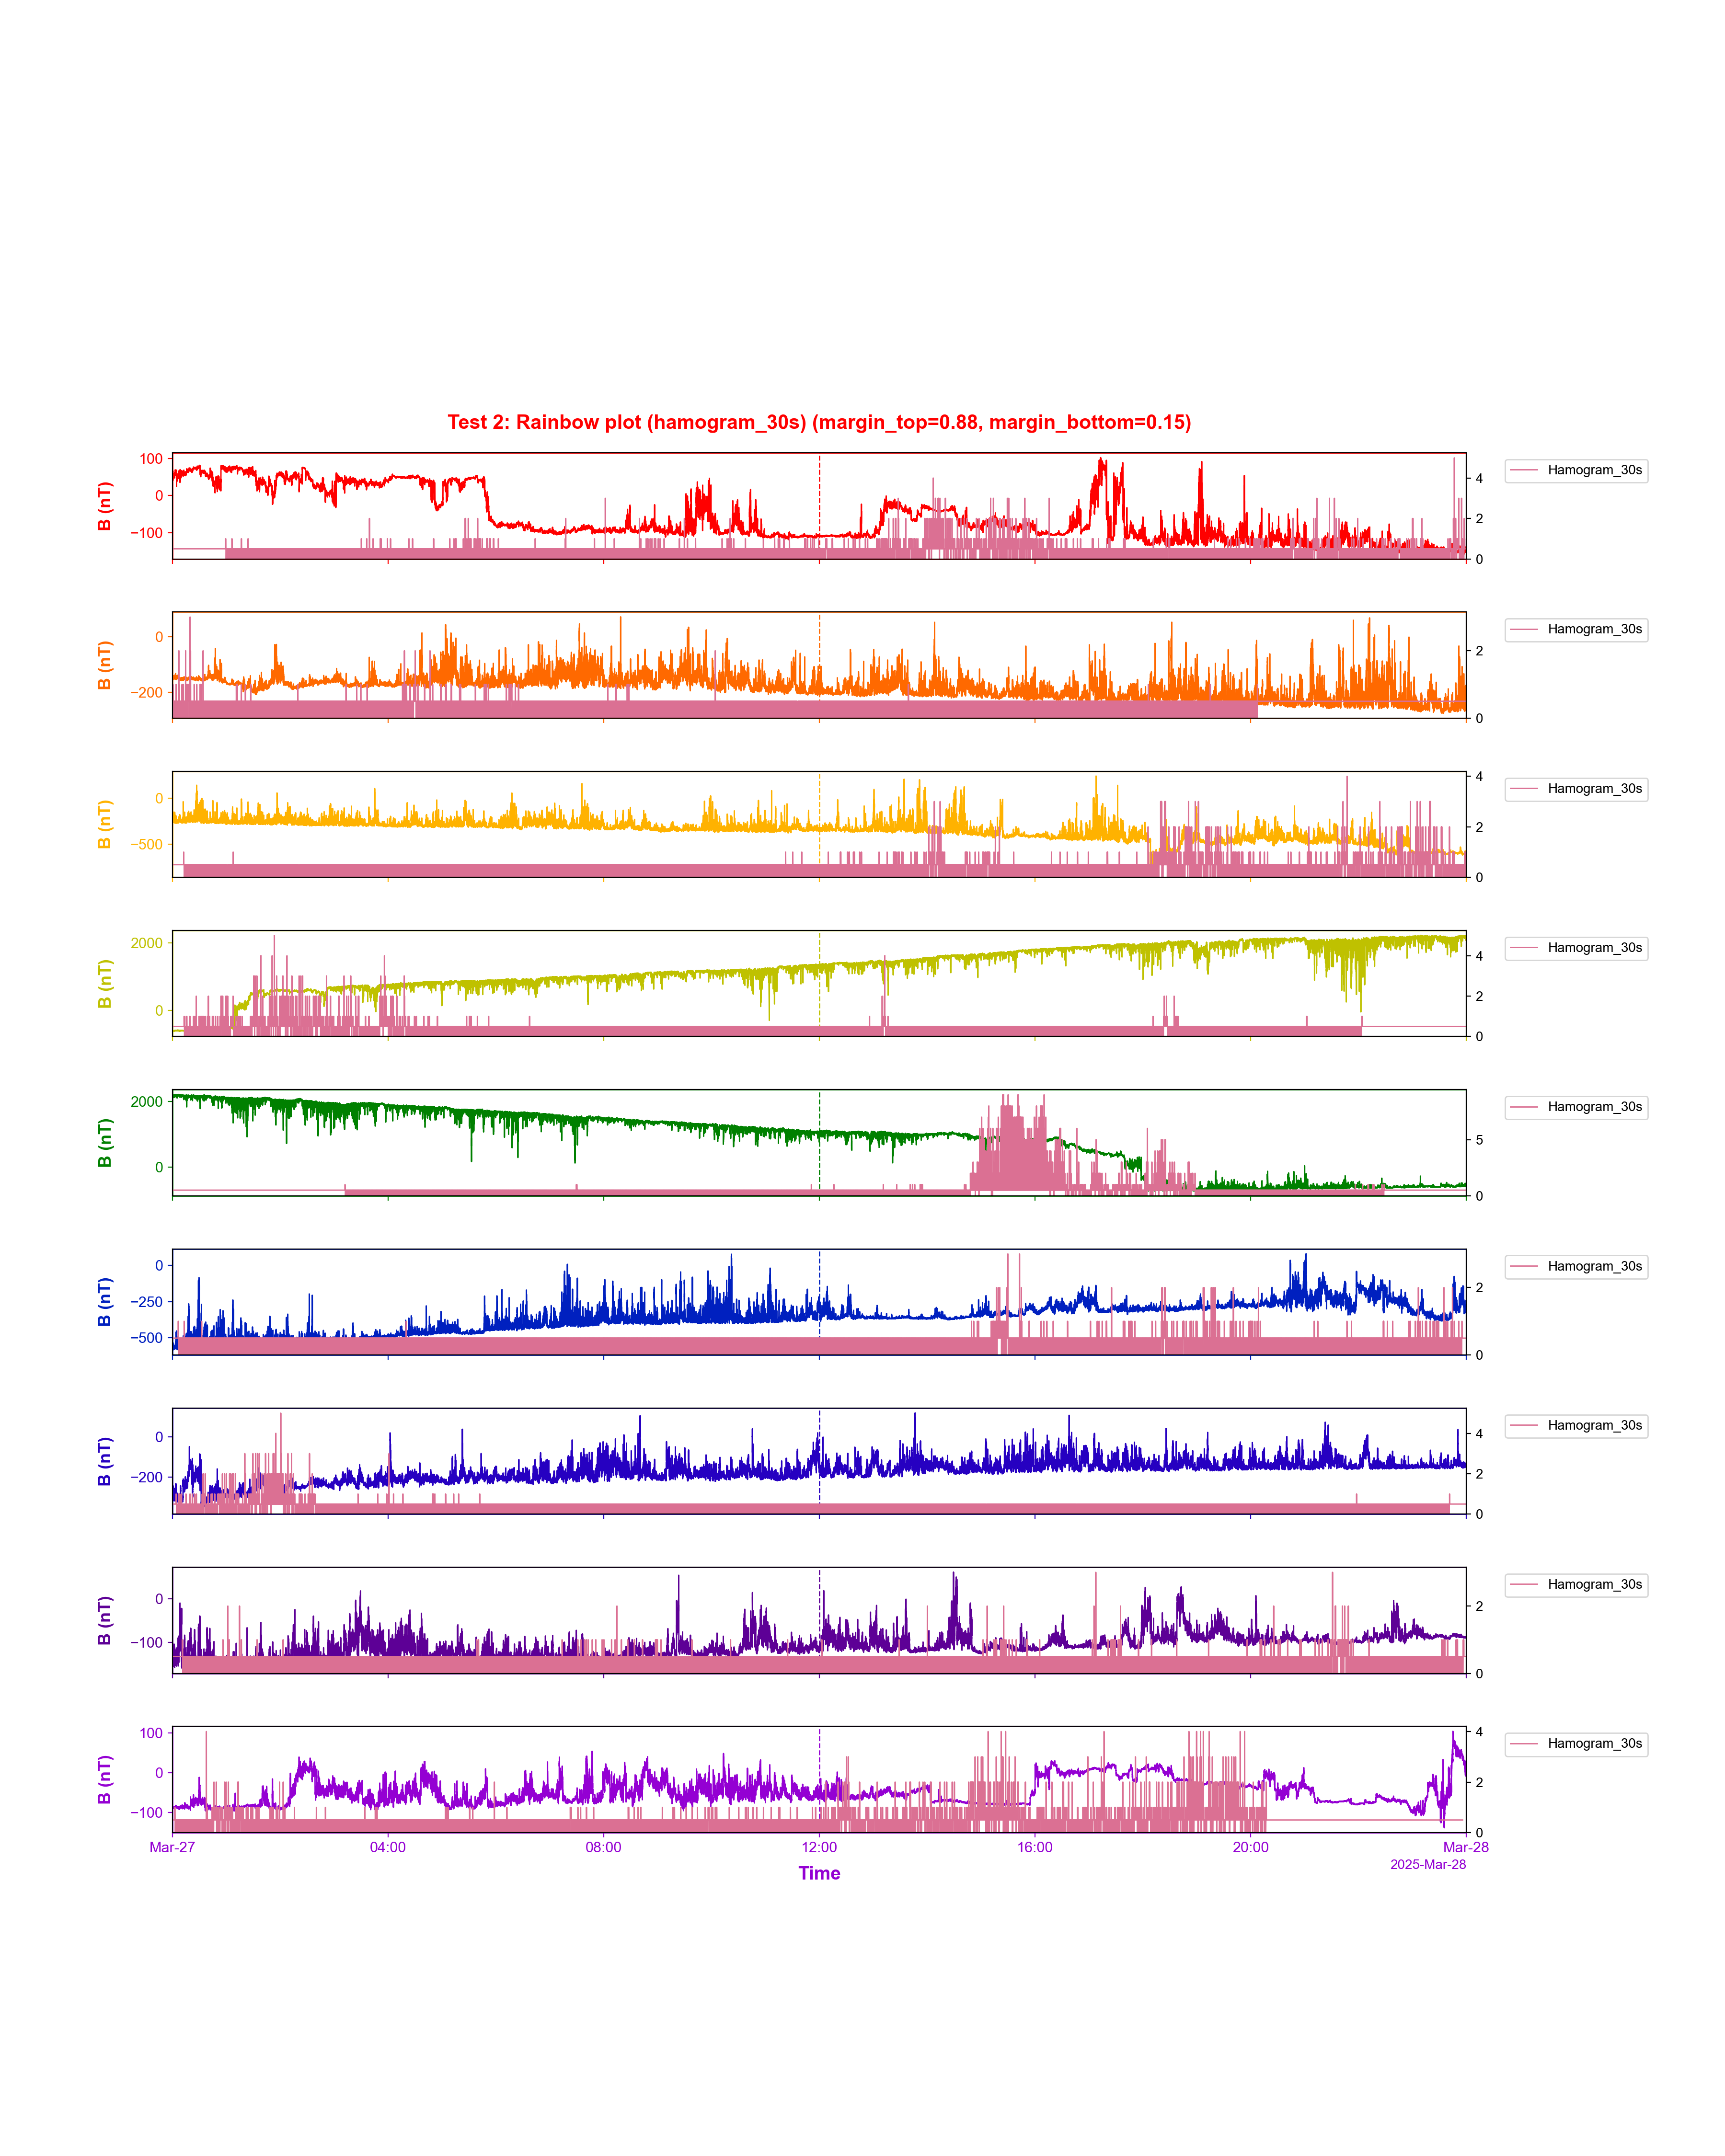 Test 2: Rainbow plot (hamogram_30s) (margin_top=0.88, margin_bottom=0.15)
100
0
−100
B (nT)
4
2
0
Hamogram_30s
0
−200
B (nT)
2
0
Hamogram_30s
0
−500
B (nT)
4
2
0
Hamogram_30s
2000
0
B (nT)
4
2
0
Hamogram_30s
2000
0
B (nT)
5
0
Hamogram_30s
0
−250
−500
B (nT)
2
0
Hamogram_30s
0
−200
B (nT)
4
2
0
Hamogram_30s
0
−100
B (nT)
2
0
Hamogram_30s
100
0
−100
B (nT)
4
2
0
Hamogram_30s
Mar-27 04:00 08:00 12:00 16:00 20:00 Mar-28
2025-Mar-28
Time